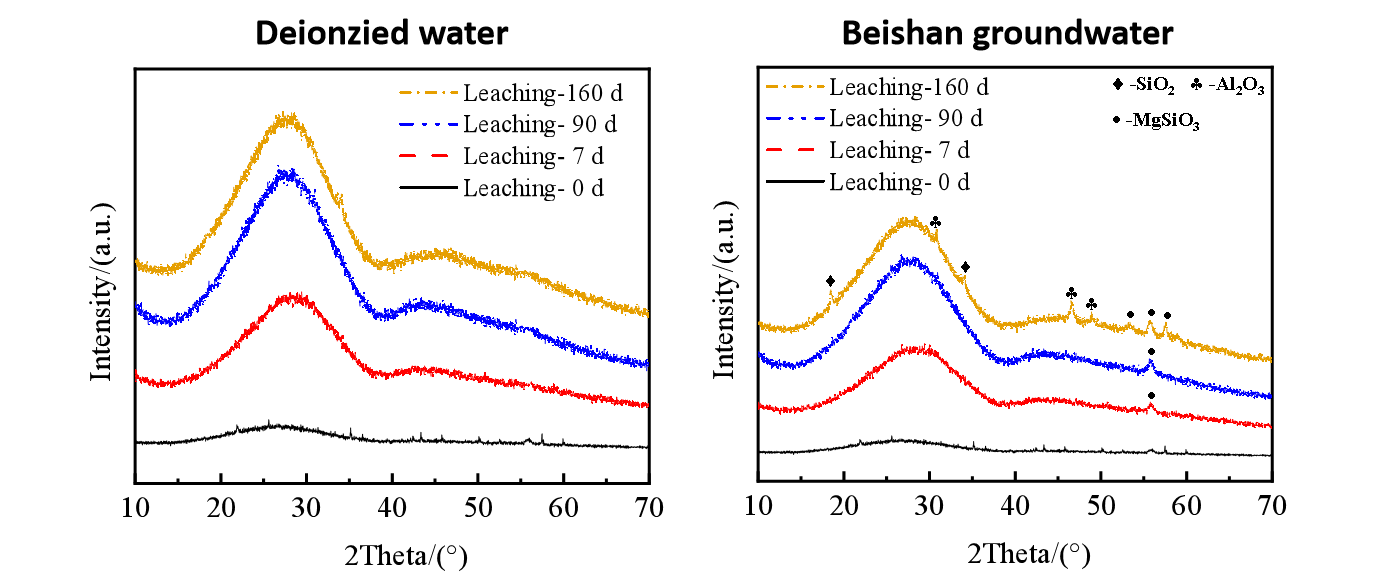 Deionzied water
Leaching-160 d
Leaching- 90 d
Leaching- 7 d
Leaching- 0 d
Intensity/(a.u.)
10 20 30 40 50 60 70
2Theta/(°)
Beishan groundwater
Leaching-160 d
Leaching- 90 d
Leaching- 7 d
Leaching- 0 d
♦ -SiO₂ ♣ -Al₂O₃
● -MgSiO₃
Intensity/(a.u.)
10 20 30 40 50 60 70
2Theta/(°)